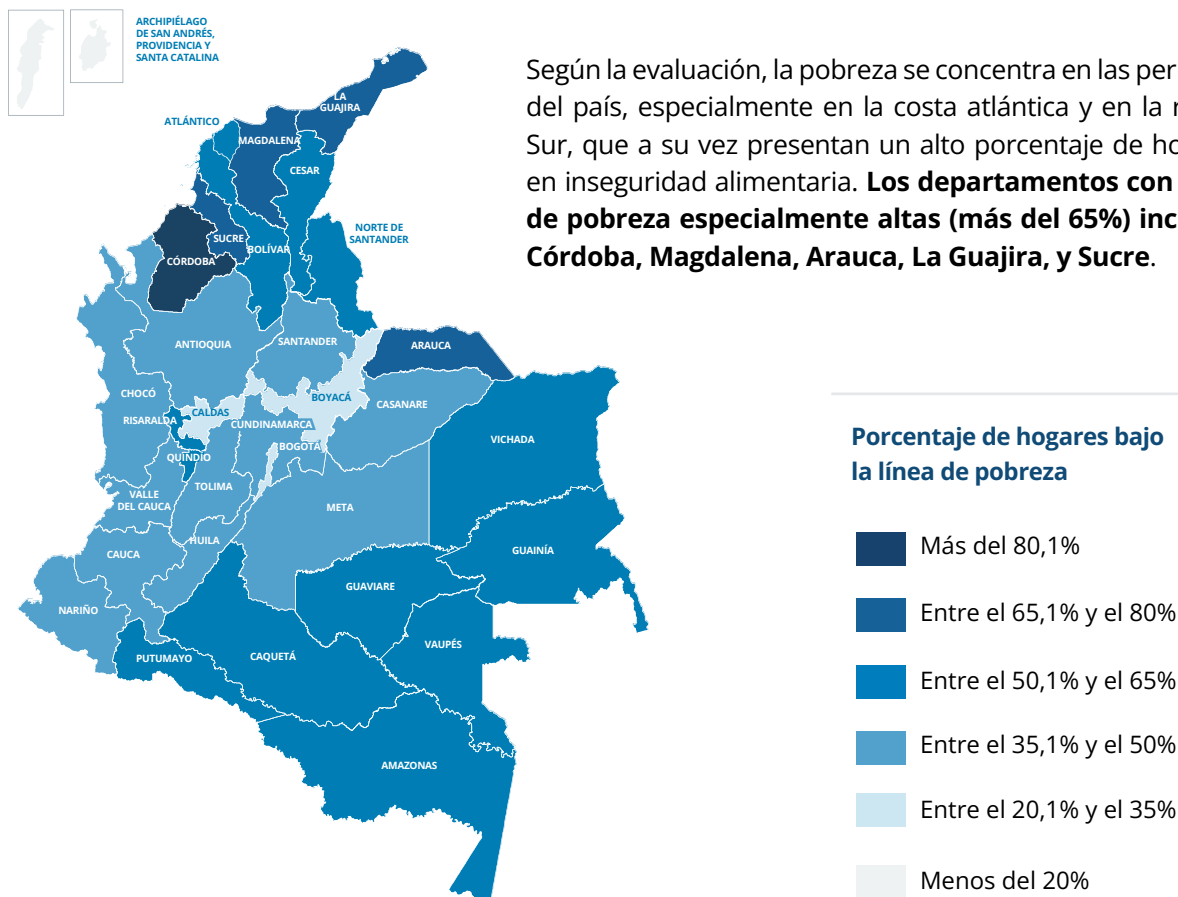 ARCHIPIÉLAGO
DE SAN ANDRÉS,
PROVIDENCIA Y
SANTA CATALINA
Según la evaluación, la pobreza se concentra en las per
del país, especialmente en la costa atlántica y en la
Sur, que a su vez presentan un alto porcentaje de ho
en inseguridad alimentaria. Los departamentos con
de pobreza especialmente altas (más del 65%) inc
Córdoba, Magdalena, Arauca, La Guajira, y Sucre.
LA
GUAJIRA
ATLÁNTICO
MAGDALENA
CESAR
NORTE DE
SANTANDER
SUCRE
BOLÍVAR
CÓRDOBA
ANTIOQUIA
SANTANDER
ARAUCA
CHOCÓ
BOYACÁ
CASANARE
RISARALDA
CALDAS
CUNDINAMARCA
VICHADA
BOGOTÁ
QUINDÍO
TOLIMA
VALLE
DEL CAUCA
META
HUILA
CAUCA
GUAINÍA
GUAVIARE
NARIÑO
VAUPÉS
PUTUMAYO
CAQUETÁ
AMAZONAS
Porcentaje de hogares bajo
la línea de pobreza
Más del 80,1%
Entre el 65,1% y el 80%
Entre el 50,1% y el 65%
Entre el 35,1% y el 50%
Entre el 20,1% y el 35%
Menos del 20%